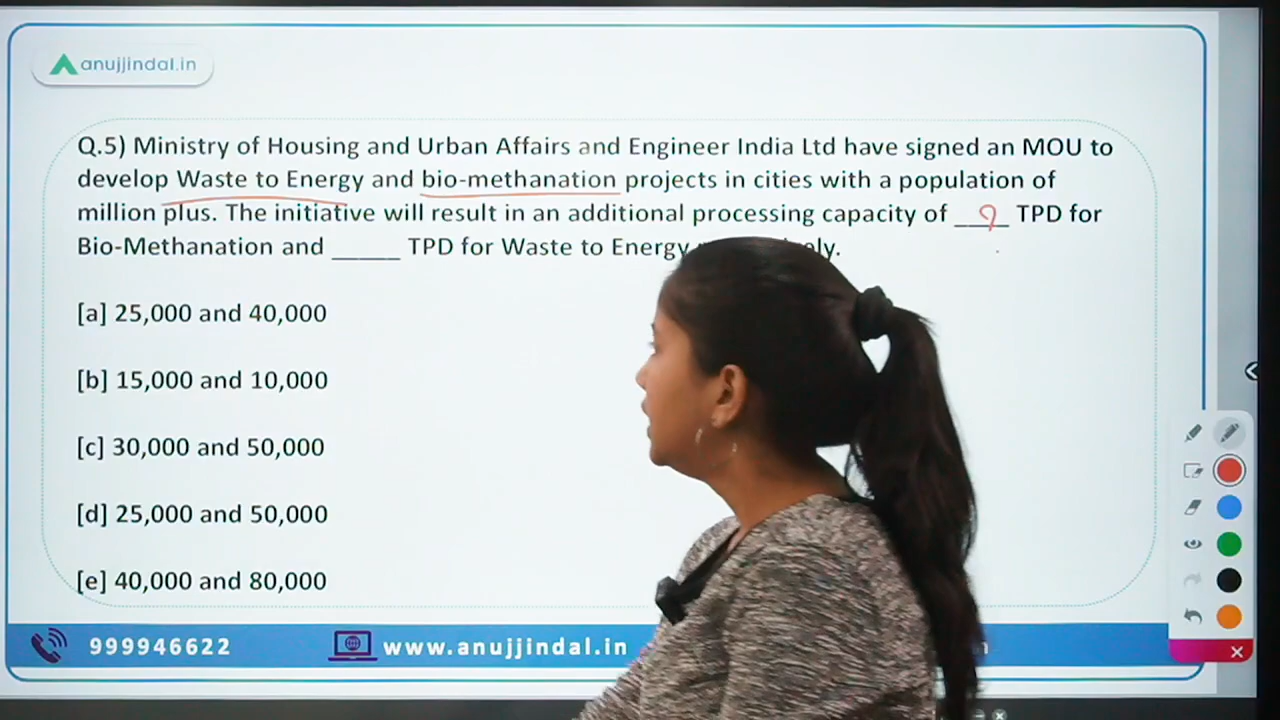 anujjindal.in
Q.5) Ministry of Housing and Urban Affairs and Engineer India Ltd have signed an MOU to
develop Waste to Energy and bio-methanation projects in cities with a population of
million plus. The initiative will result in an additional processing capacity of ____ TPD for
Bio-Methanation and _____ TPD for Waste to Energy
[a] 25,000 and 40,000
[b] 15,000 and 10,000
[c] 30,000 and 50,000
[d] 25,000 and 50,000
[e] 40,000 and 80,000
999946622
www.anujjindal.in